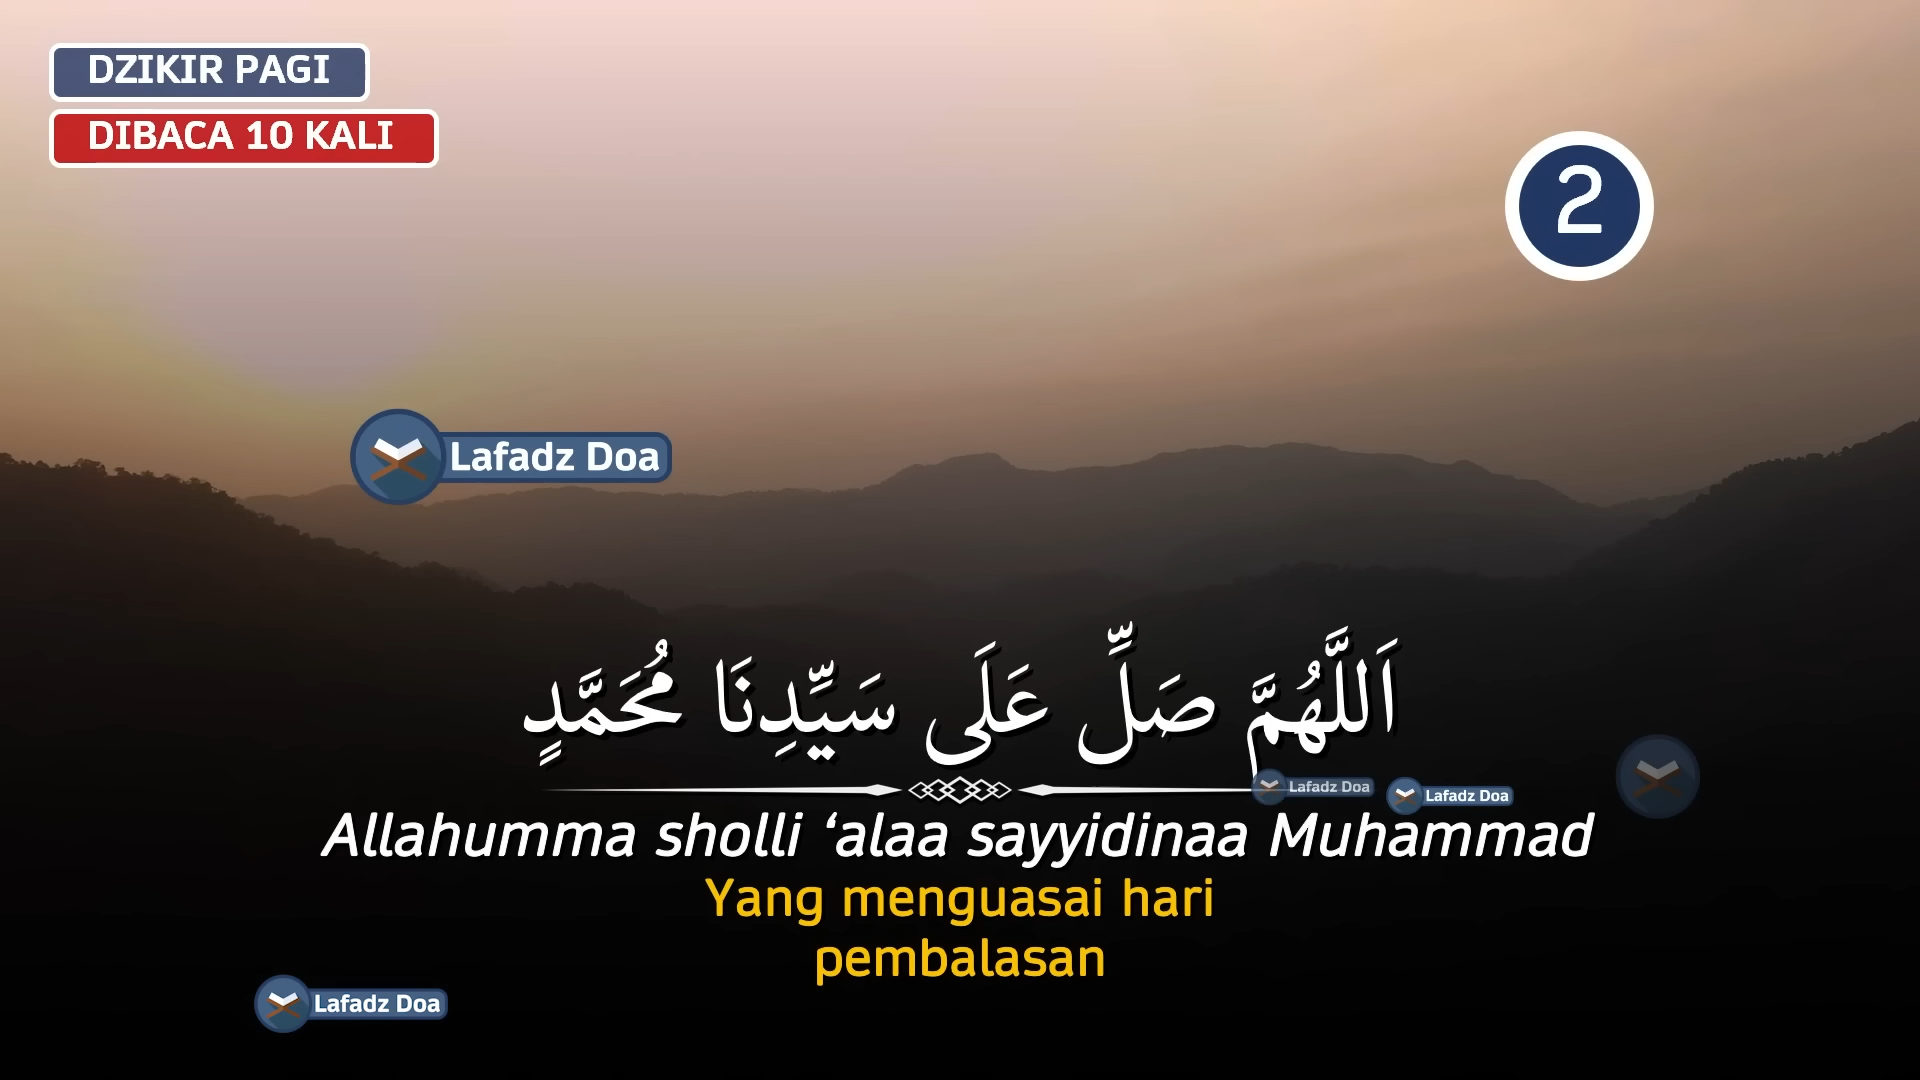 DZIKIR PAGI
DIBACA 10 KALI
2
Lafadz Doa
اَللَّهُمَّ صَلِّ عَلَى سَيِّدِنَا مُحَمَّدٍ
Lafadz Doa
Lafadz Doa
Allahumma sholli ‘alaa sayyidinaa Muhammad
Yang menguasai hari
pembalasan
Lafadz Doa